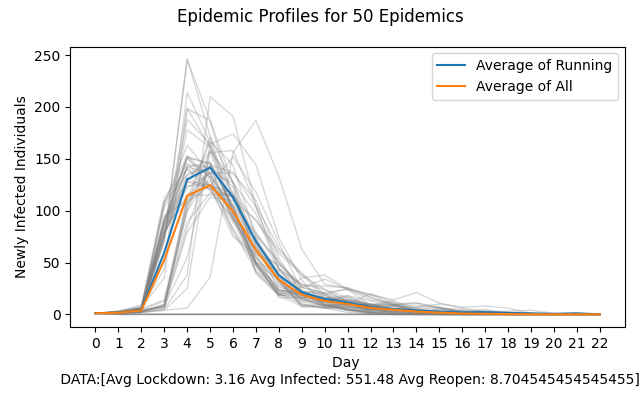 Epidemic Profiles for 50 Epidemics
250
200
150
100
50
0
Newly Infected Individuals
Average of Running
Average of All
0 1 2 3 4 5 6 7 8 9 10 11 12 13 14 15 16 17 18 19 20 21 22
Day
DATA:[Avg Lockdown: 3.16 Avg Infected: 551.48 Avg Reopen: 8.704545454545455]